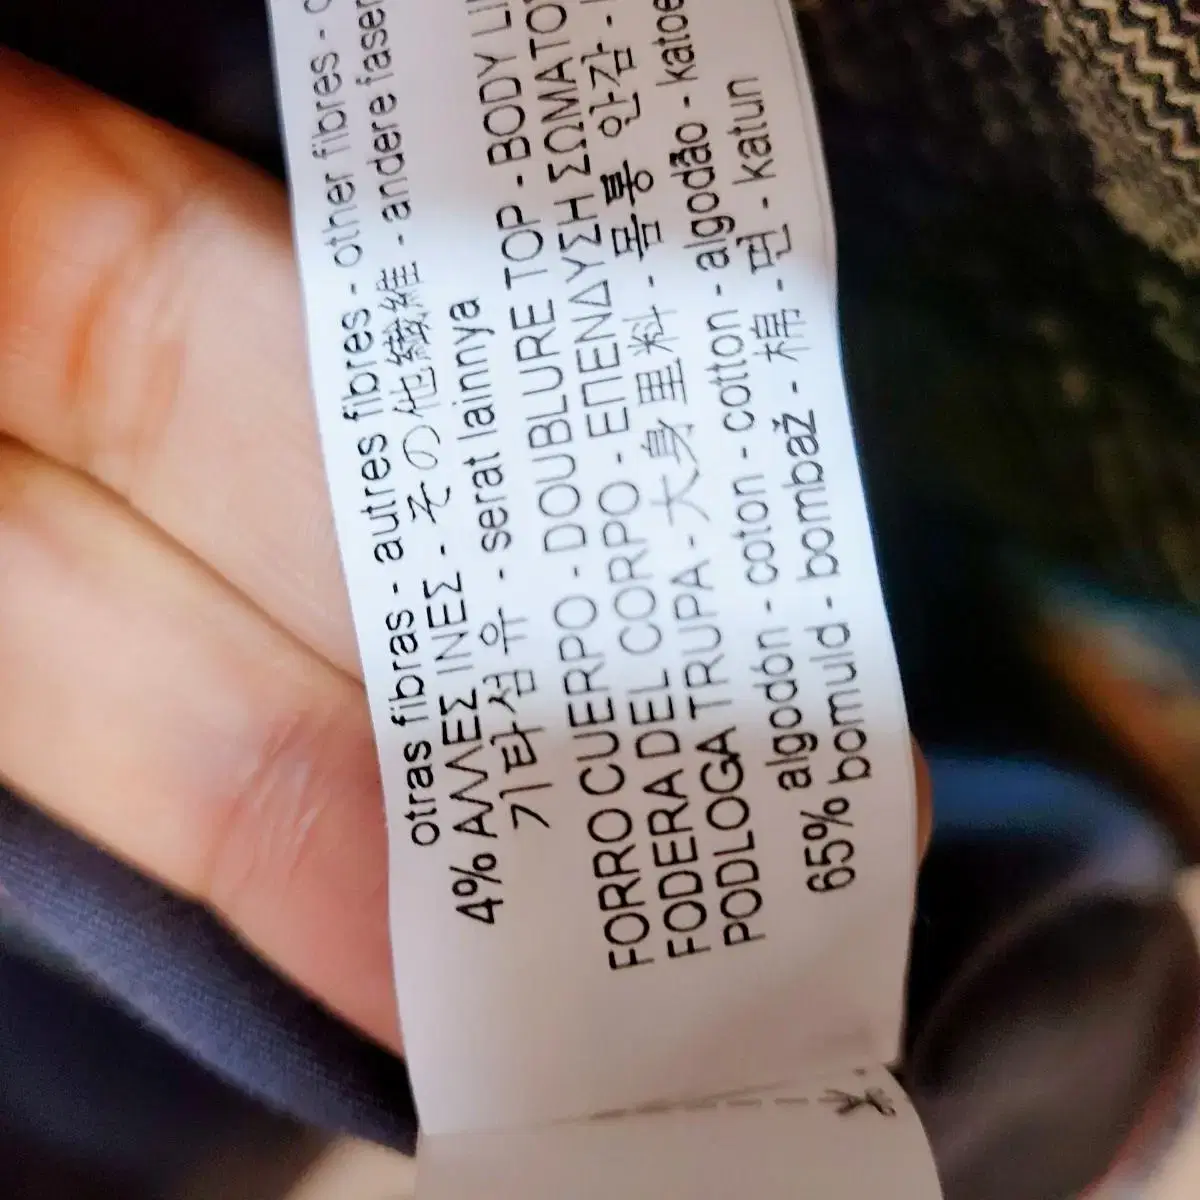 otras fibras - autres fibres - other fibres -
4% ΑΛΛΕΣ ΙΝΕΣ - その他繊維 - andere faser
기타섬유 - serat lainnya
FORRO CUERPO - DOUBLURE TOP - BODY LI
FODERA DEL CORPO - ΕΠΕΝΔΥΣΗ ΣΩΜΑΤΟ
PODLOGA TRUPA - 大身里料 - 몸통 안감 -
algodón - coton - cotton - algodão - katoe
65% bomuld - bombaž - 棉 - 면 - katun